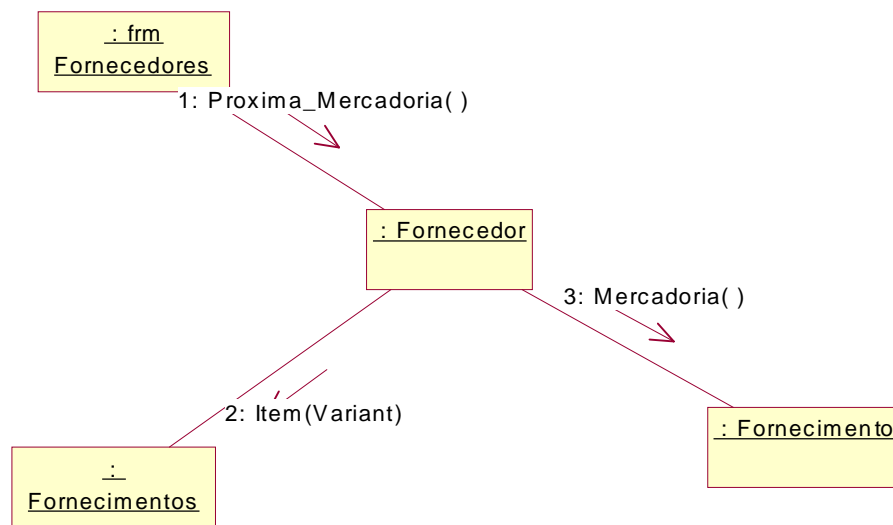 : frm
Fornecedores
1: Proxima_Mercadoria( )
: Fornecedor
3: Mercadoria( )
2: Item(Variant)
: Fornecimento
:
Fornecimentos